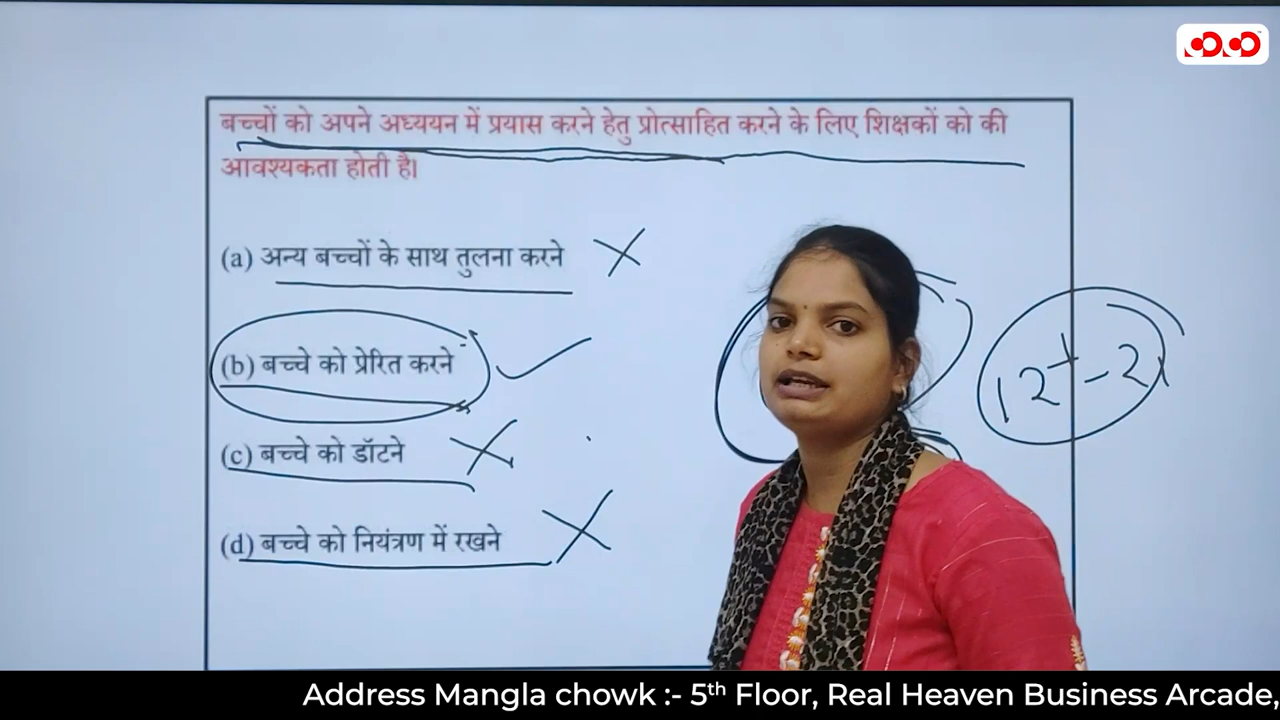 बच्चों को अपने अध्ययन में प्रयास करने हेतु प्रोत्साहित करने के लिए शिक्षकों को की
आवश्यकता होती है।
(a) अन्य बच्चों के साथ तुलना करने
(b) बच्चे को प्रेरित करने
(c) बच्चे को डॉटने
(d) बच्चे को नियंत्रण में रखने
Address Mangla chowk :- 5th Floor, Real Heaven Business Arcade,